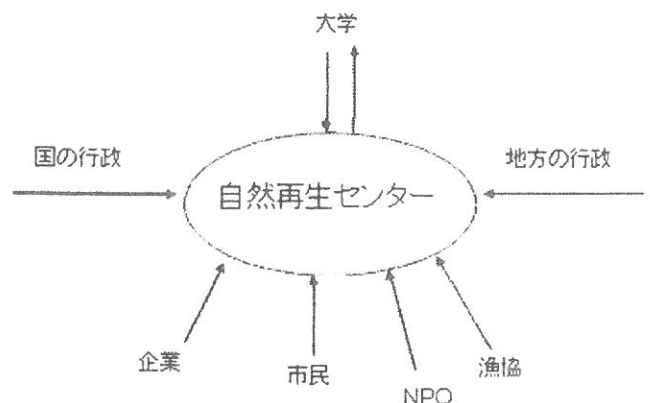 大学
国の行政
地方の行政
自然再生センター
企業
市民
漁協
NPO